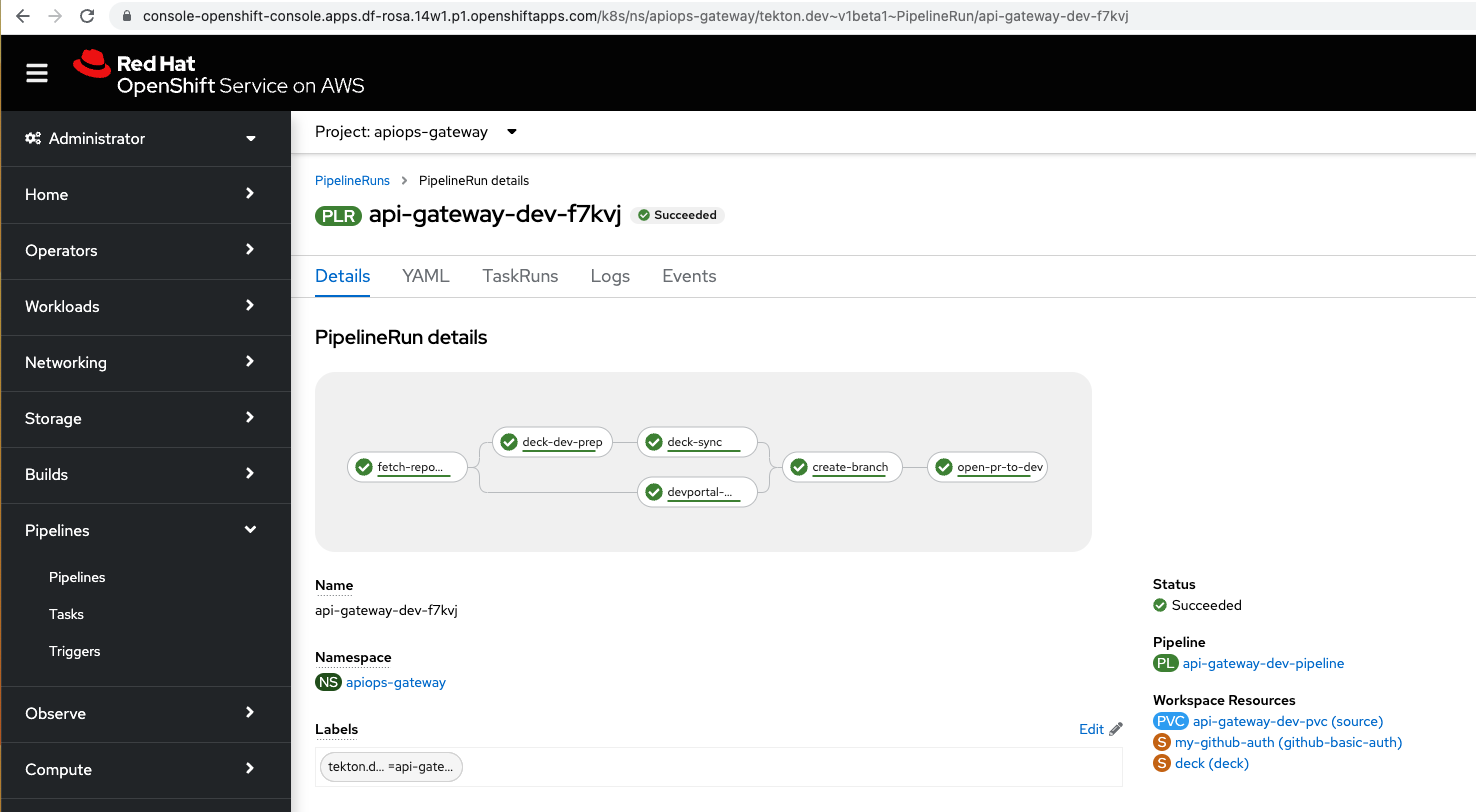 console-openshift-console.apps.df-rosa.14w1.p1.openshiftapps.com/k8s/ns/apiops-gateway/tekton.dev~v1beta1~PipelineRun/api-gateway-dev-f7kvj
Red Hat
OpenShift Service on AWS
Administrator
Home
Operators
Workloads
Networking
Storage
Builds
Pipelines
Pipelines
Tasks
Triggers
Observe
Compute
Project: apiops-gateway
PipelineRuns > PipelineRun details
PLR api-gateway-dev-f7kvj Succeeded
Details YAML TaskRuns Logs Events
PipelineRun details
fetch-repo...
deck-dev-prep
deck-sync
devportal-...
create-branch
open-pr-to-dev
Name
api-gateway-dev-f7kvj
Namespace
NS apiops-gateway
Labels
Edit
tekton.d... =api-gate...
Status
Succeeded
Pipeline
PL api-gateway-dev-pipeline
Workspace Resources
PVC api-gateway-dev-pvc (source)
S my-github-auth (github-basic-auth)
S deck (deck)